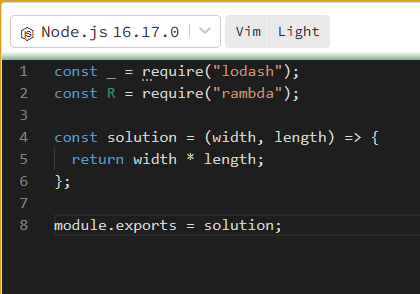 Node.js 16.17.0 Vim Light
1 const _ = require("lodash");
2 const R = require("rambda");
3
4 const solution = (width, length) => {
5 return width * length;
6 };
7
8 module.exports = solution;